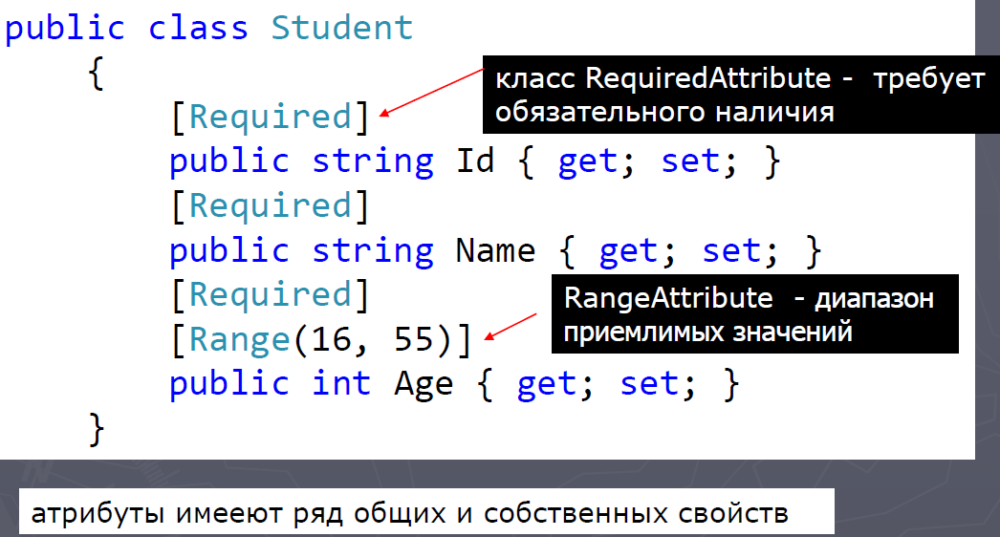 public class Student
{
[Required]
класс RequiredAttribute - требует
обязательного наличия
public string Id { get; set; }
[Required]
public string Name { get; set; }
[Required]
RangeAttribute - диапазон
приемлимых значений
[Range(16, 55)]
public int Age { get; set; }
}
атрибуты имееют ряд общих и собственных свойств